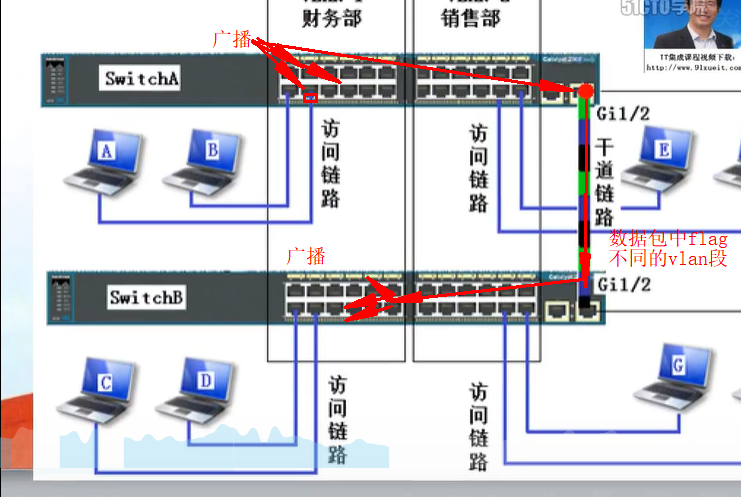 财务部
销售部
51CTO学院
IT集成课程视频下载:
http://www.91xueit.com
广播
SwitchA
Gi1/2
A
B
E
访问链路
访问链路
干道链路
数据包中flag
不同的vlan段
广播
SwitchB
Gi1/2
C
D
G
访问链路
访问链路